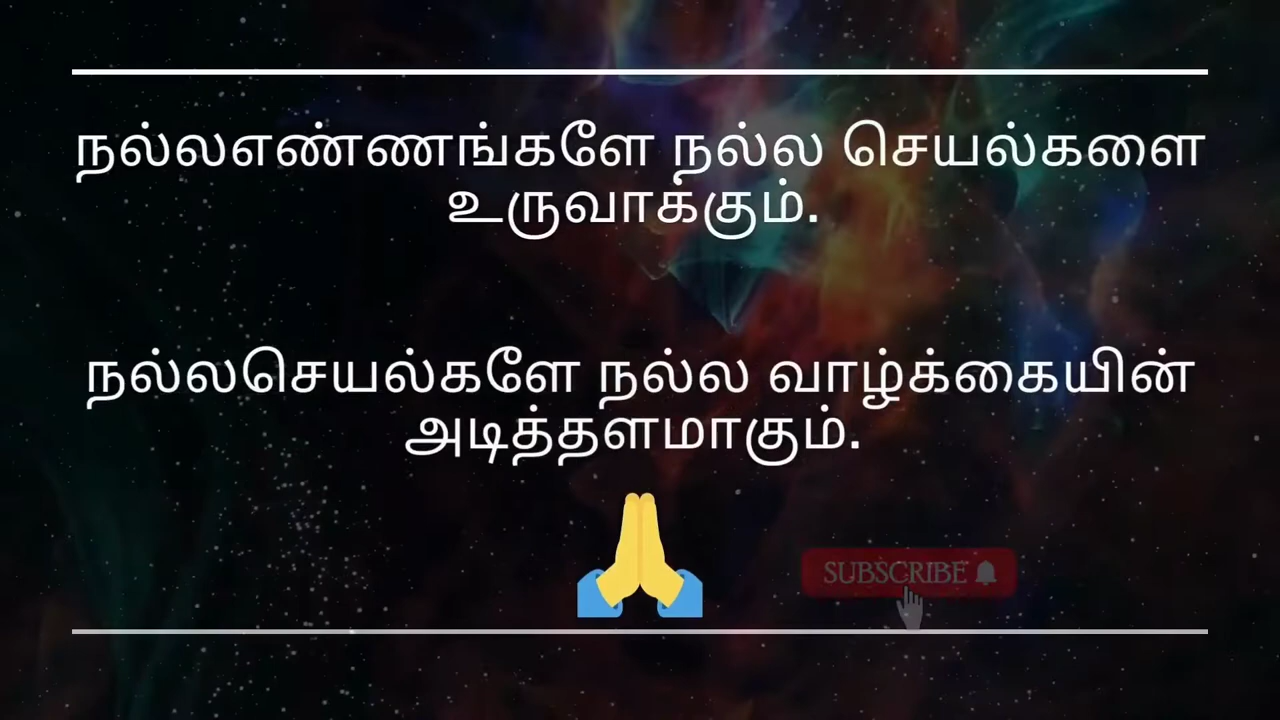 நல்லஎண்ணங்களே நல்ல செயல்களை
உருவாக்கும்.
நல்லசெயல்களே நல்ல வாழ்க்கையின்
அடித்தளமாகும்.
SUBSCRIBE